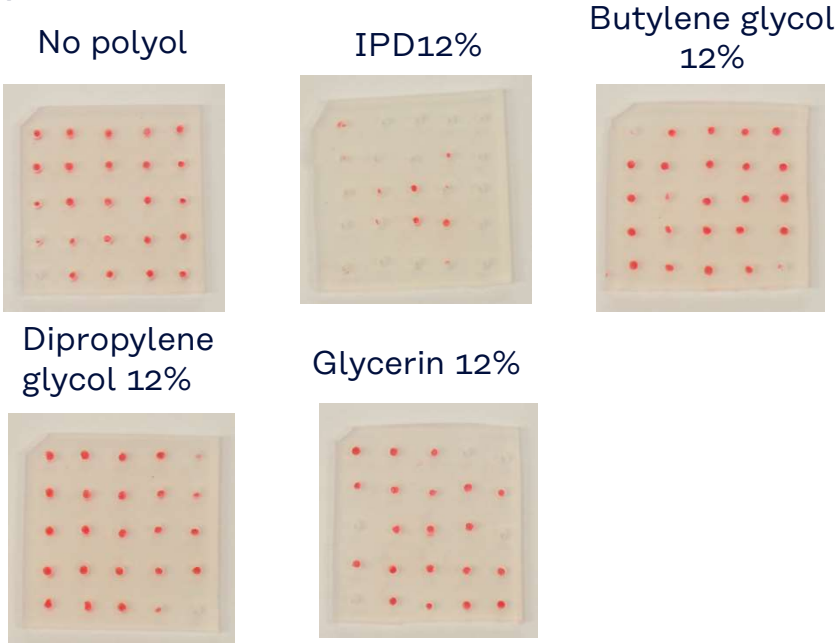 No polyol
IPD12%
Butylene glycol
12%
Dipropylene
glycol 12%
Glycerin 12%